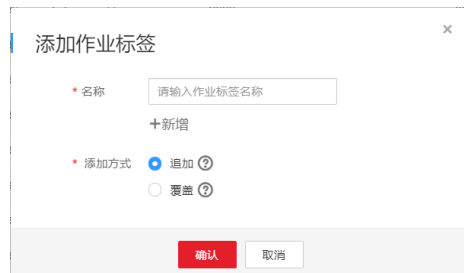 添加作业标签
* 名称 请输入作业标签名称
+新增
* 添加方式 追加 ?
覆盖 ?
确认 取消